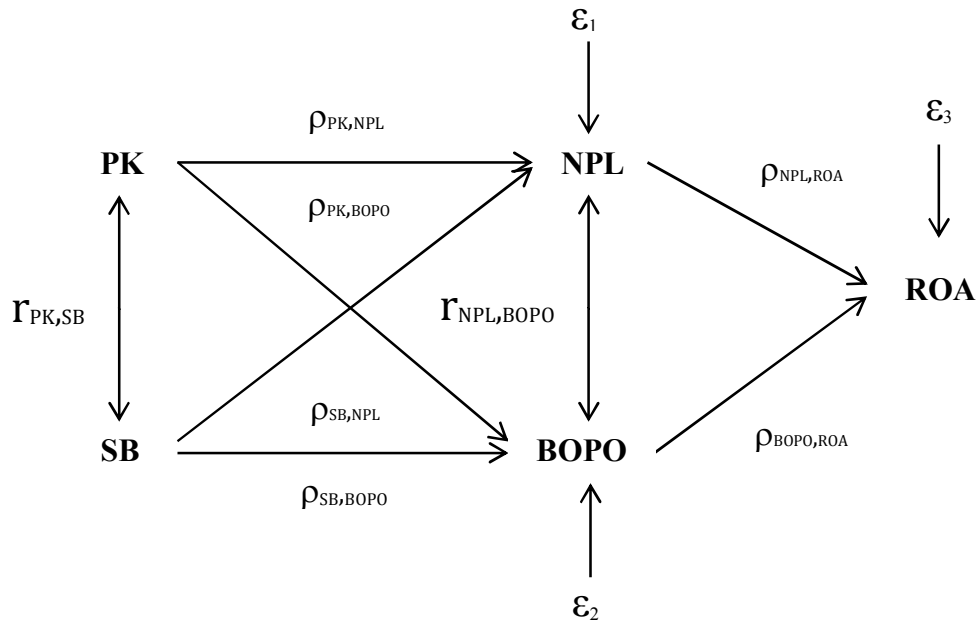 ε1
ε3
ρPK,NPL
PK
NPL
ρNPL,ROA
ρPK,BOPO
ROA
rPK,SB
rNPL,BOPO
ρSB,NPL
SB
BOPO
ρBOPO,ROA
ρSB,BOPO
ε2